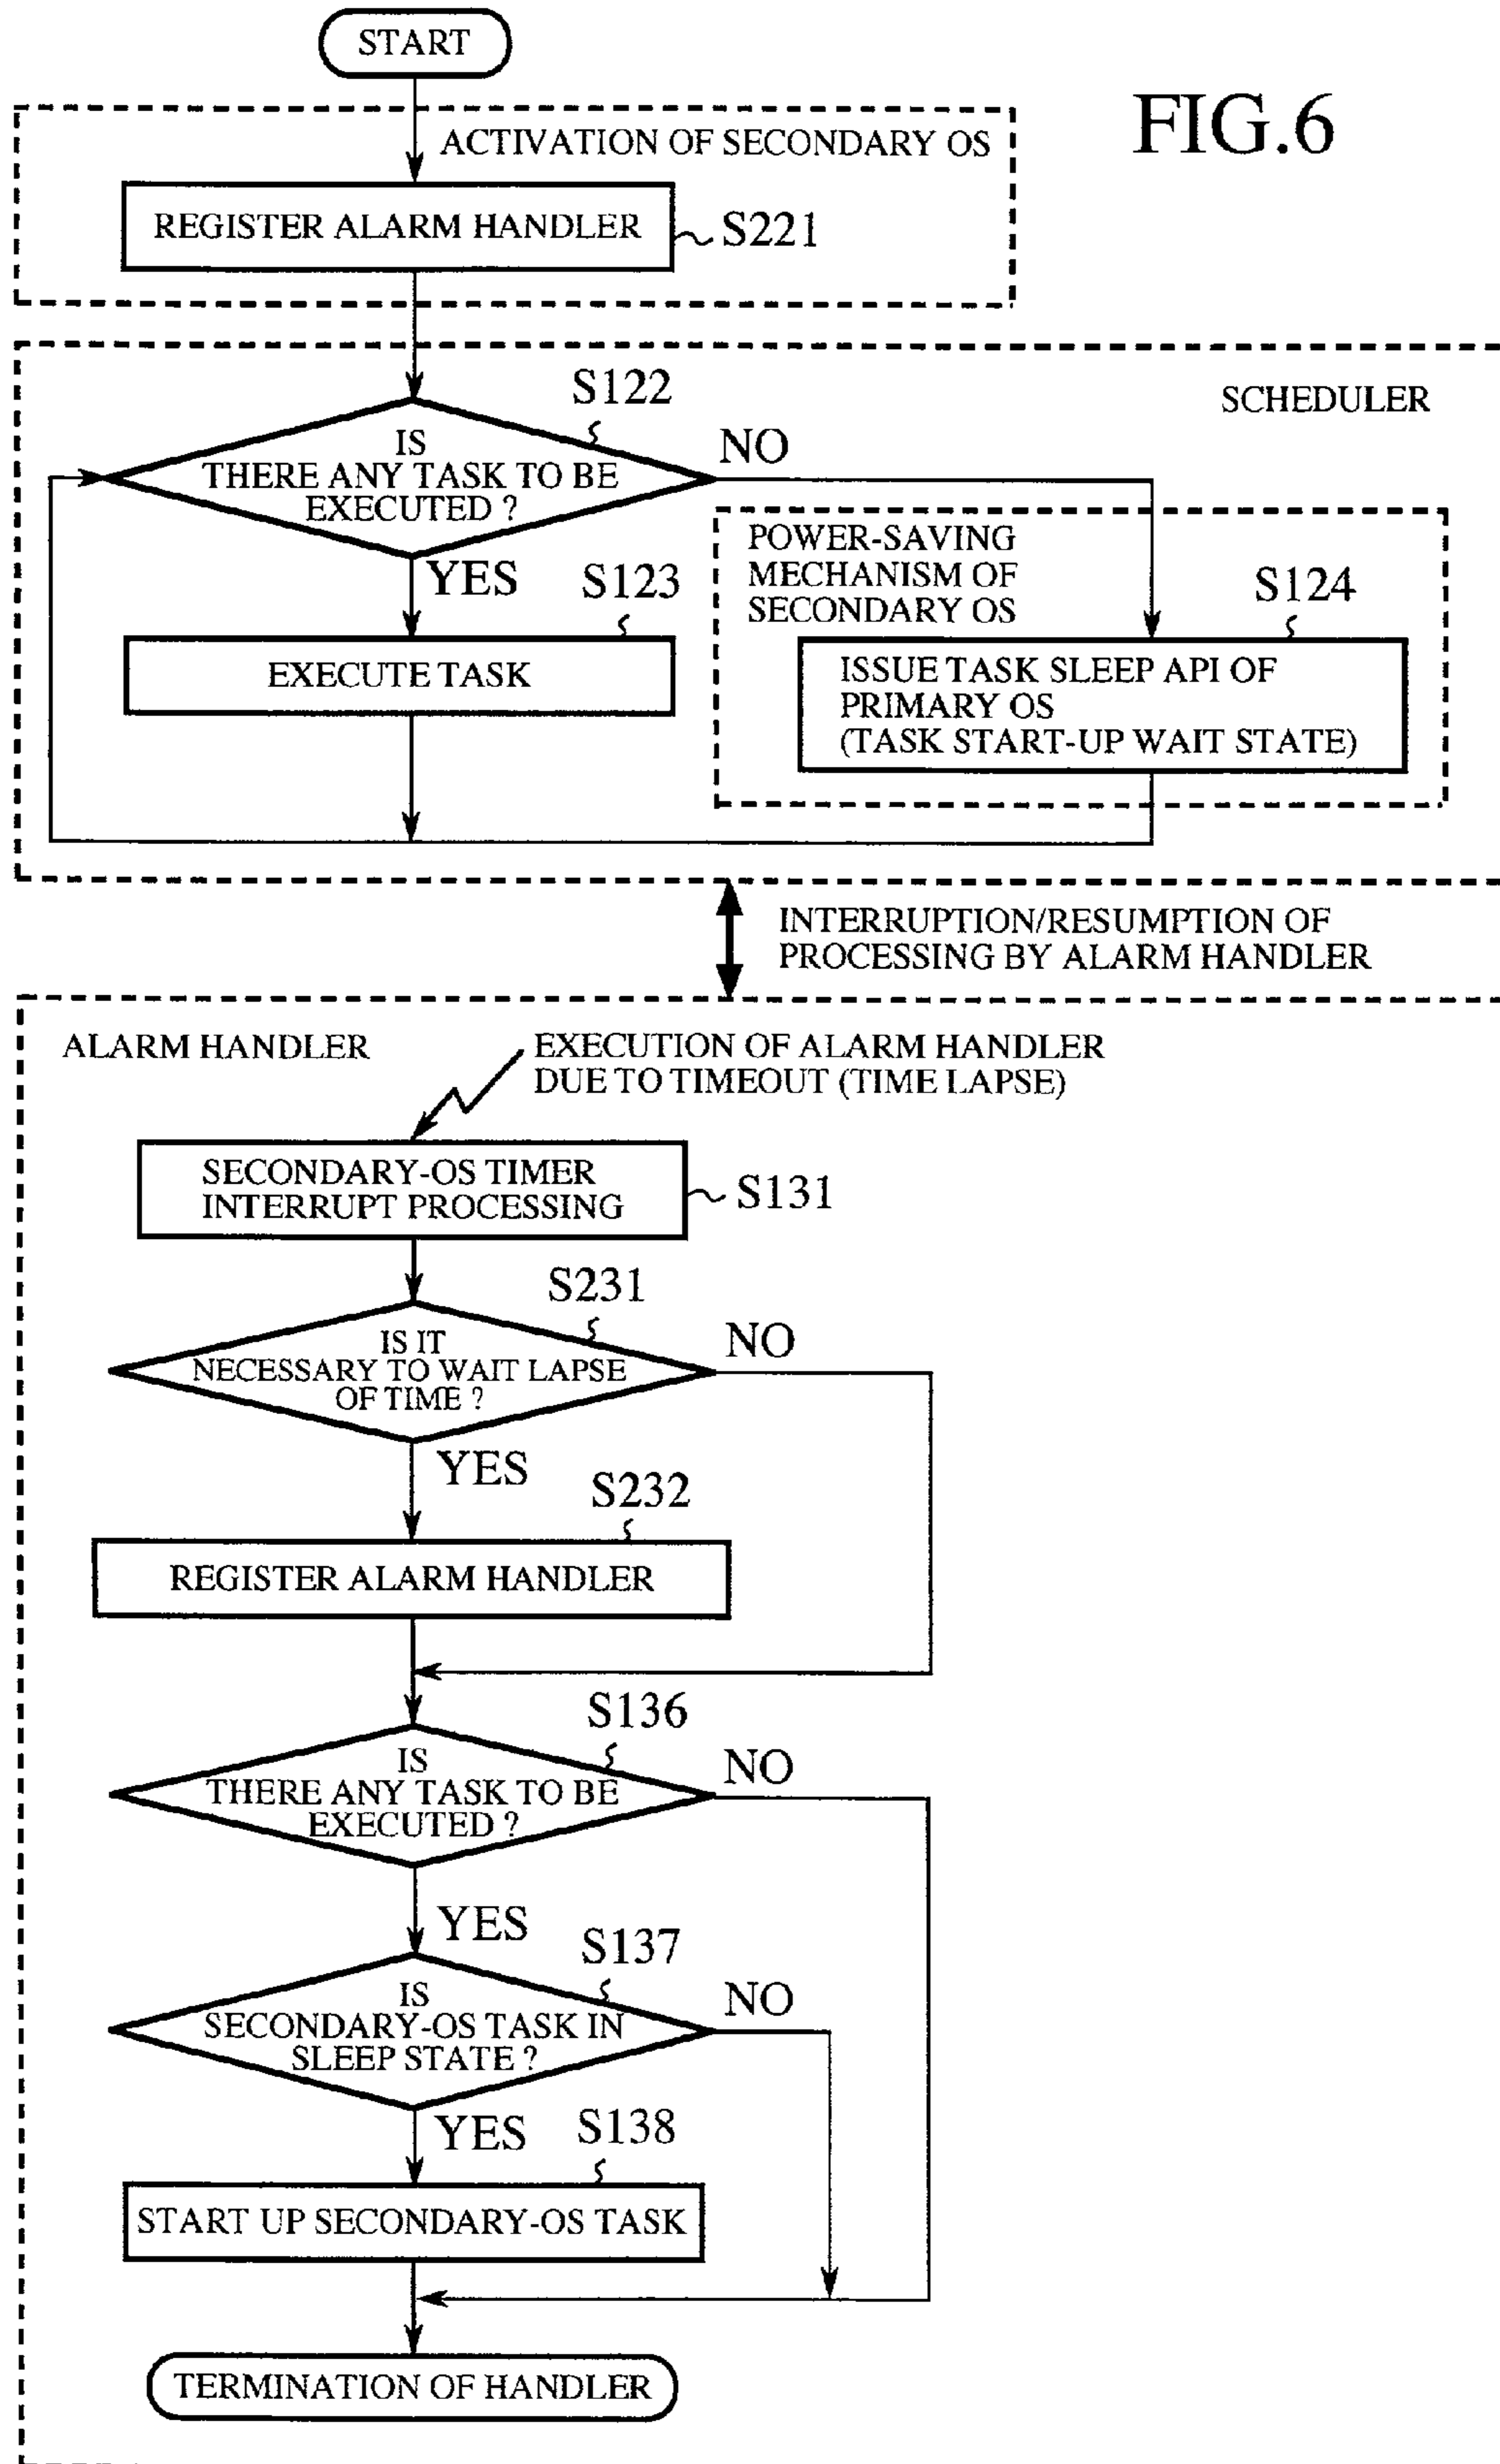 START
FIG.6
ACTIVATION OF SECONDARY OS
REGISTER ALARM HANDLER
S221
S122
SCHEDULER
IS
THERE ANY TASK TO BE
EXECUTED ?
NO
YES
S123
EXECUTE TASK
POWER-SAVING
MECHANISM OF
SECONDARY OS
S124
ISSUE TASK SLEEP API OF
PRIMARY OS
(TASK START-UP WAIT STATE)
INTERRUPTION/RESUMPTION OF
PROCESSING BY ALARM HANDLER
ALARM HANDLER
EXECUTION OF ALARM HANDLER
DUE TO TIMEOUT (TIME LAPSE)
SECONDARY-OS TIMER
INTERRUPT PROCESSING
S131
S231
IS IT
NECESSARY TO WAIT LAPSE
OF TIME ?
NO
YES
S232
REGISTER ALARM HANDLER
S136
IS
THERE ANY TASK TO BE
EXECUTED ?
NO
YES
S137
IS
SECONDARY-OS TASK IN
SLEEP STATE ?
NO
YES
S138
START UP SECONDARY-OS TASK
TERMINATION OF HANDLER